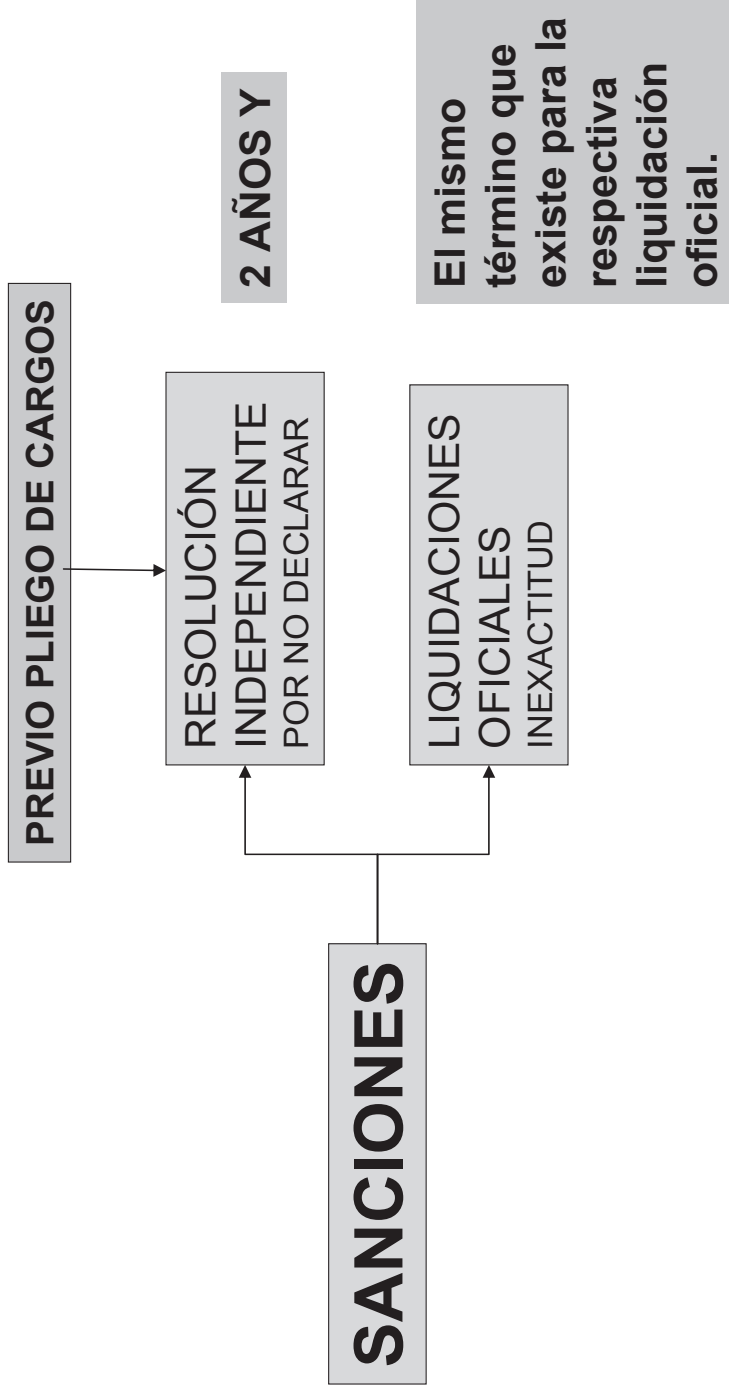 PREVIO PLIEGO DE CARGOS
SANCIONES
RESOLUCIÓN
INDEPENDIENTE
POR NO DECLARAR
2 AÑOS Y
LIQUIDACIONES
OFICIALES
INEXACTITUD
El mismo
término que
existe para la
respectiva
liquidación
oficial.